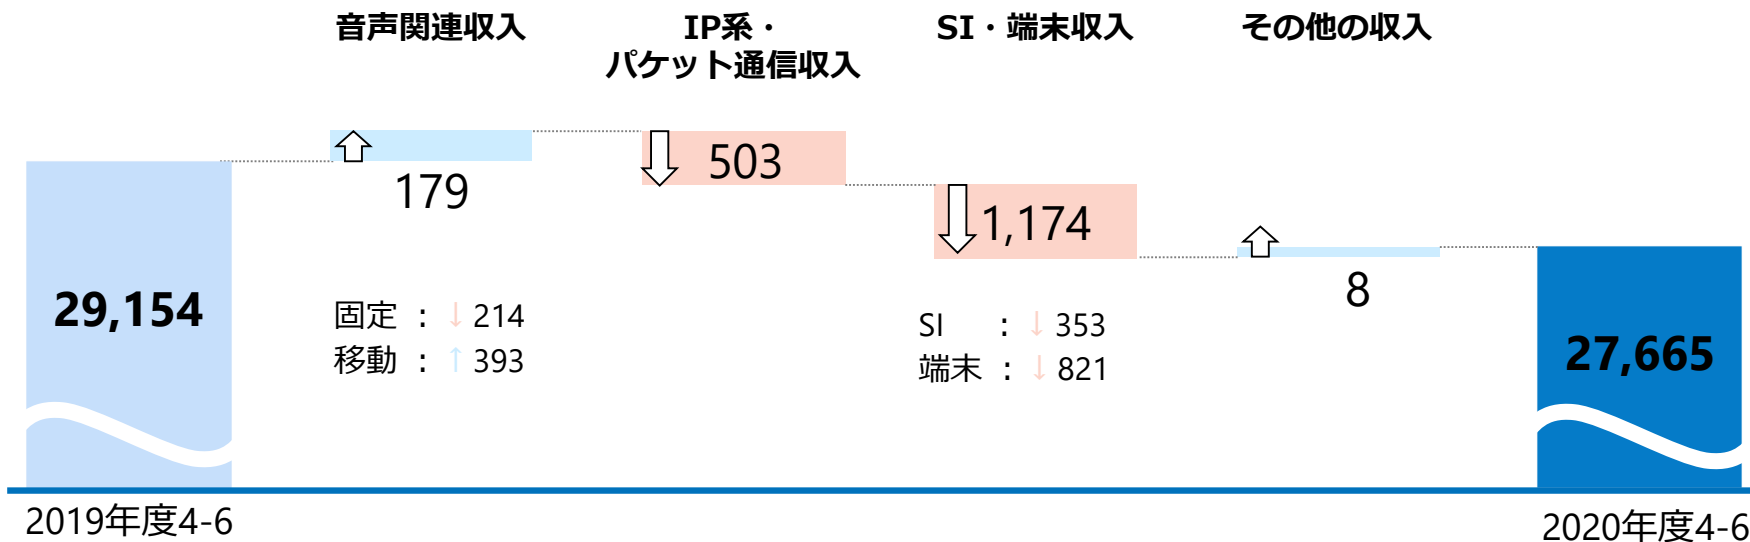 音声関連収入
IP系・
パケット通信収入
SI・端末収入
その他の収入
29,154
179
固定 : ↓ 214
移動 : ↑ 393
503
1,174
SI : ↓ 353
端末 : ↓ 821
8
27,665
2019年度4-6
2020年度4-6